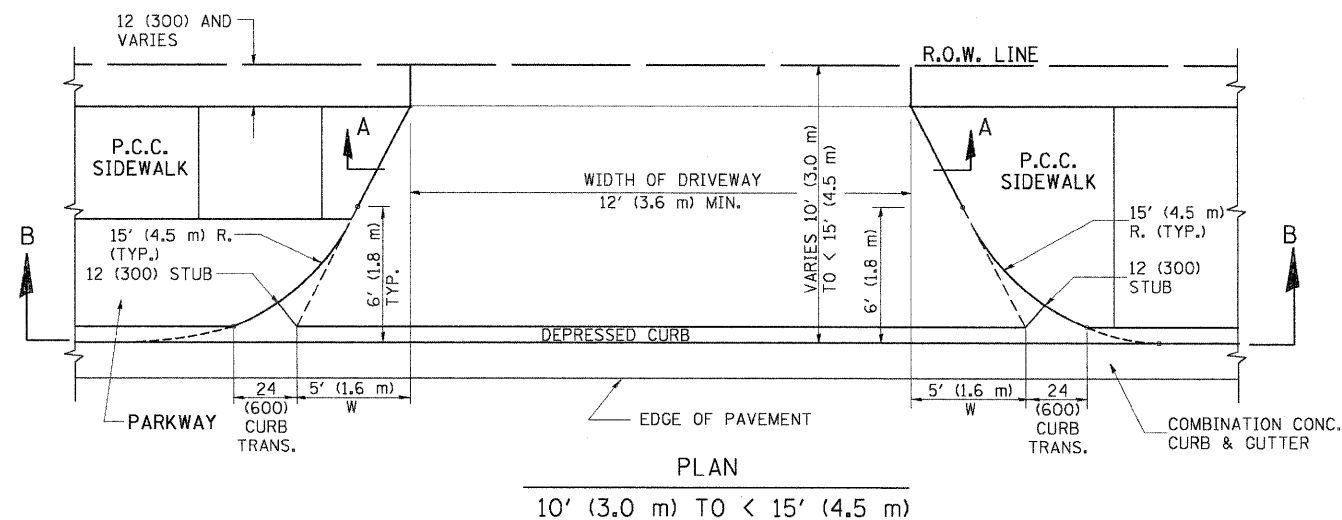 12 (300) AND
VARIES
R.O.W. LINE
A
A
P.C.C.
SIDEWALK
P.C.C.
SIDEWALK
WIDTH OF DRIVEWAY
12' (3.6 m) MIN.
VARIES 10' (3.0 m)
TO < 15' (4.5 m)
B
B
15' (4.5 m) R.
(TYP.)
12 (300) STUB
6' (1.8 m)
TYP.
6' (1.8 m)
15' (4.5 m)
R. (TYP.)
12 (300)
STUB
DEPRESSED CURB
24
(600)
CURB
TRANS.
5' (1.6 m)
W
5' (1.6 m)
W
24
(600)
CURB
TRANS.
PARKWAY
EDGE OF PAVEMENT
COMBINATION CONC.
CURB & GUTTER
PLAN
10' (3.0 m) TO < 15' (4.5 m)